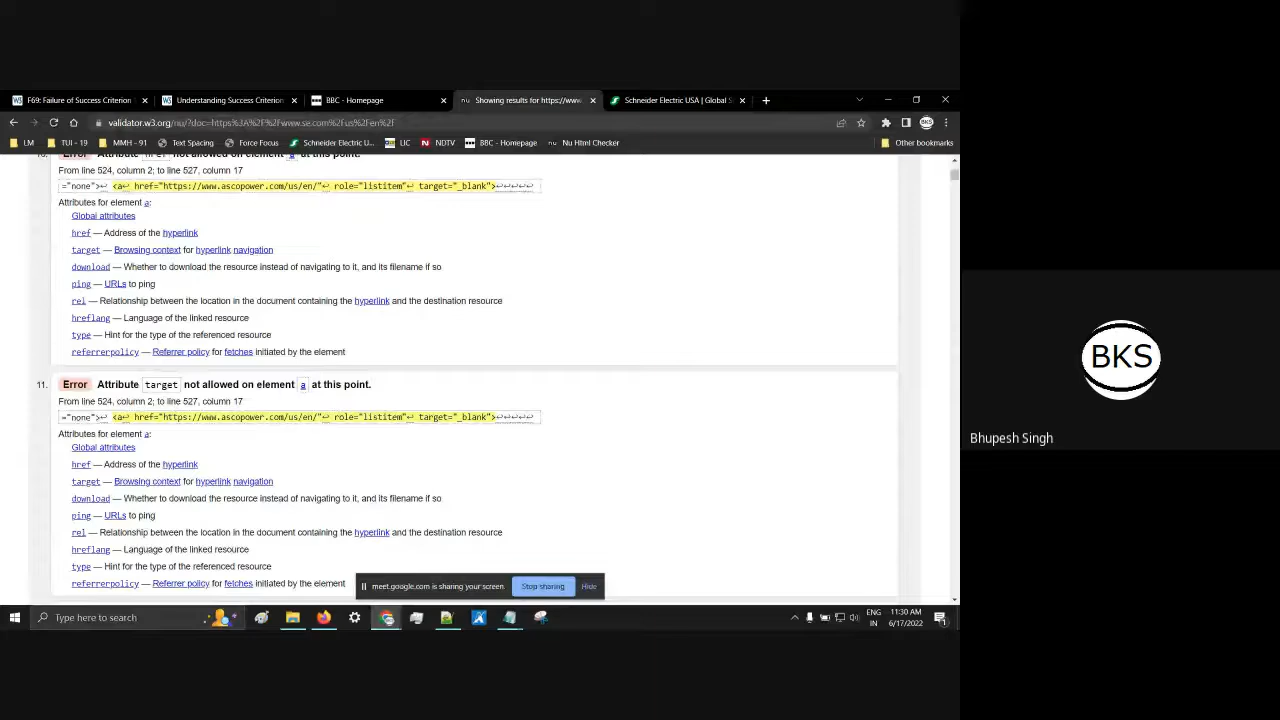 F69: Failure of Success Criterion
Understanding Success Criterion
BBC - Homepage
Showing results for https://www.
Schneider Electric USA | Global S
validator.w3.org/nu/?doc=https%3A%2F%2Fwww.se.com%2Fus%2Fen%2F
BKS
LM
TUI - 19
MMH - 91
Text Spacing
Force Focus
Schneider Electric U...
LIC
NDTV
BBC - Homepage
Nu Html Checker
Other bookmarks
10. Error Attribute href not allowed on element a at this point.
From line 524, column 2; to line 527, column 17
="none">↩ <a↩ href="https://www.ascopower.com/us/en/"↩ role="listitem"↩ target="_blank">↩↩↩↩↩
Attributes for element a:
Global attributes
href — Address of the hyperlink
target — Browsing context for hyperlink navigation
download — Whether to download the resource instead of navigating to it, and its filename if so
ping — URLs to ping
rel — Relationship between the location in the document containing the hyperlink and the destination resource
hreflang — Language of the linked resource
type — Hint for the type of the referenced resource
referrerpolicy — Referrer policy for fetches initiated by the element
11. Error Attribute target not allowed on element a at this point.
From line 524, column 2; to line 527, column 17
="none">↩ <a↩ href="https://www.ascopower.com/us/en/"↩ role="listitem"↩ target="_blank">↩↩↩↩↩
Attributes for element a:
Global attributes
href — Address of the hyperlink
target — Browsing context for hyperlink navigation
download — Whether to download the resource instead of navigating to it, and its filename if so
ping — URLs to ping
rel — Relationship between the location in the document containing the hyperlink and the destination resource
hreflang — Language of the linked resource
type — Hint for the type of the referenced resource
referrerpolicy — Referrer policy for fetches initiated by the element
meet.google.com is sharing your screen.
Stop sharing
Hide
Type here to search
ENG
IN
11:30 AM
6/17/2022
BKS
Bhupesh Singh